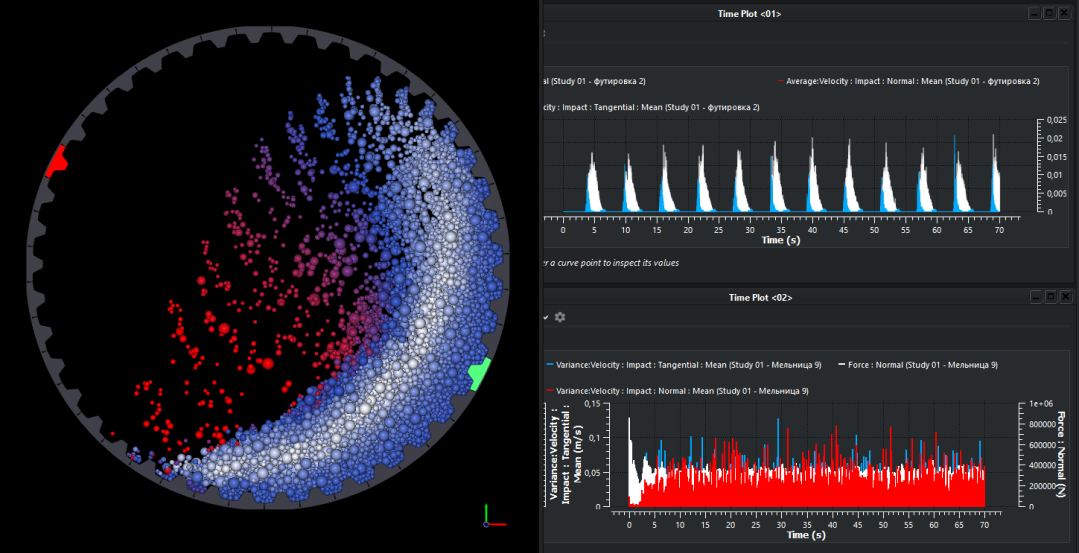 Time Plot <01>
al (Study 01 - футировка 2)
Average:Velocity : Impact : Normal : Mean (Study 01 - футировка 2)
city : Impact : Tangential : Mean (Study 01 - футировка 2)
0,025
0,02
0,015
0,01
0,005
0
0 5 10 15 20 25 30 35 40 45 50 55 60 65 70
Time (s)
er a curve point to inspect its values
Time Plot <02>
Variance:Velocity : Impact : Tangential : Mean (Study 01 - Мельница 9)
Force : Normal (Study 01 - Мельница 9)
Variance:Velocity : Impact : Normal : Mean (Study 01 - Мельница 9)
Variance:Velocity :
Impact : Tangential :
Mean (m/s)
0,15
0,1
0,05
0
1e+06
800000
600000
400000
200000
0
Force : Normal (N)
0 5 10 15 20 25 30 35 40 45 50 55 60 65 70
Time (s)